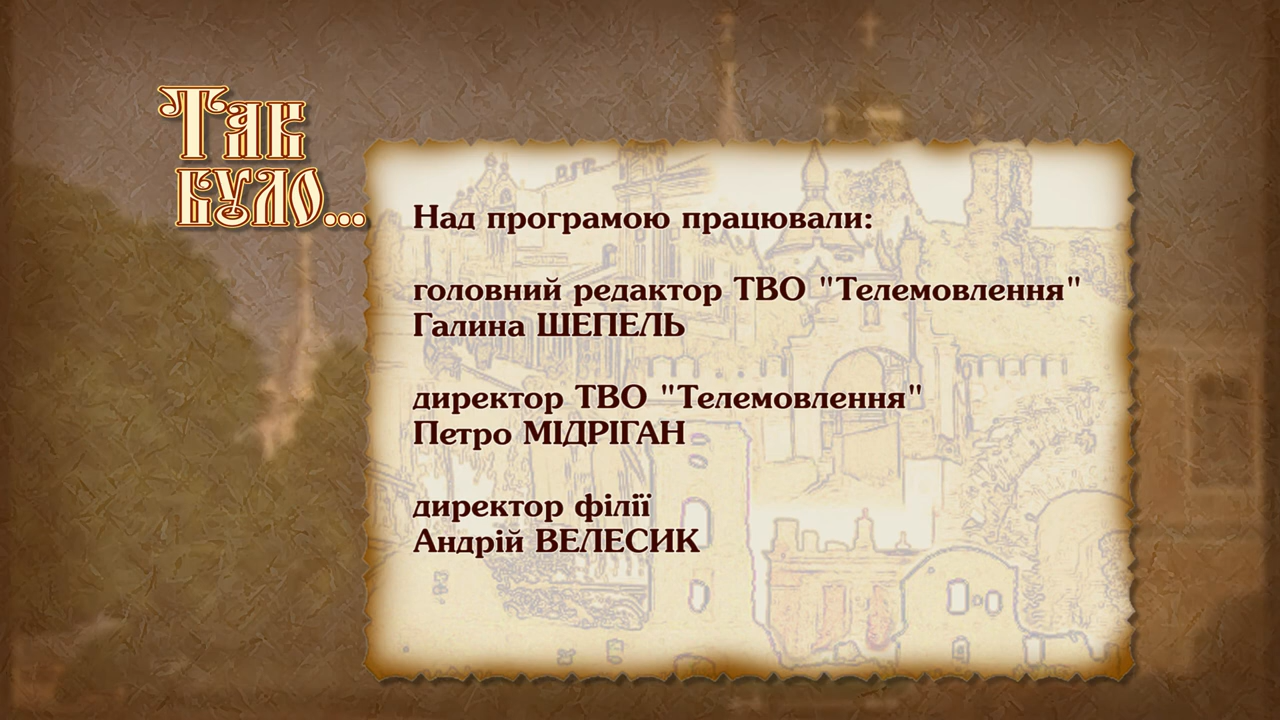 Так
було...
Над програмою працювали:
головний редактор ТВО "Телемовлення"
Галина ШЕПЕЛЬ
директор ТВО "Телемовлення"
Петро МІДРІГАН
директор філії
Андрій ВЕЛЕСИК